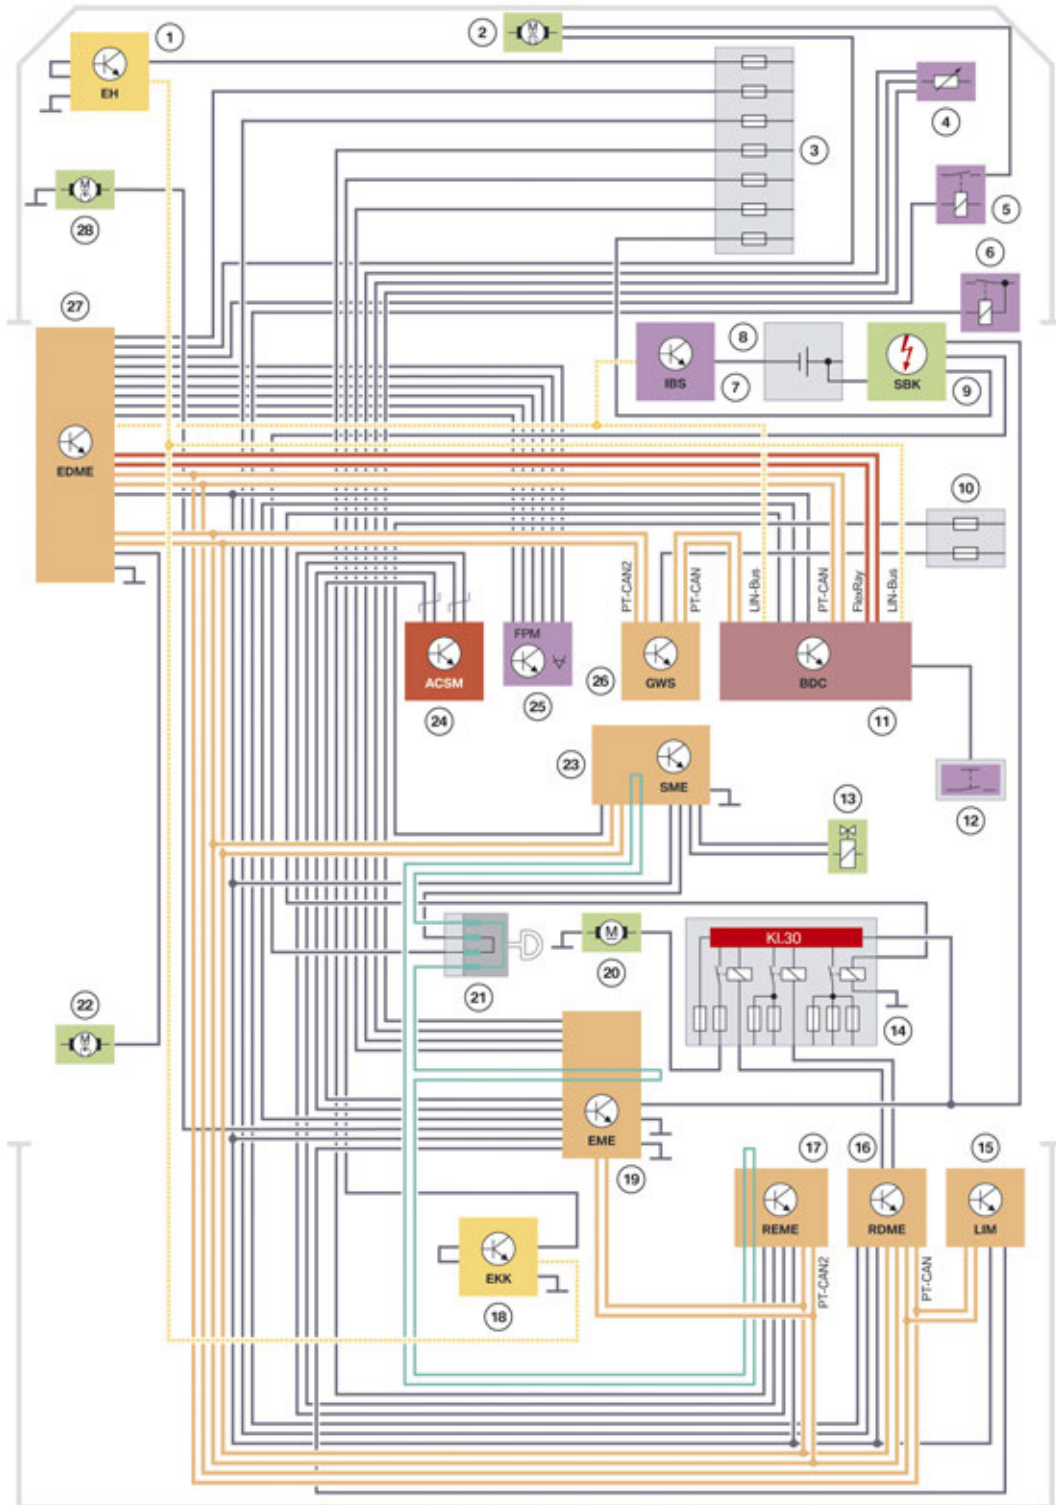 1
2
M
EH
3
4
M
28
5
6
27
8
IBS
7
SBK
9
EDME
10
PT-CAN2
PT-CAN
LIN-Bus
PT-CAN
FlexRay
LIN-Bus
FPM
ACSM
GWS
BDC
26
24
25
11
23
SME
12
13
Kl.30
M
20
21
14
22
M
EME
19
17
16
15
REME
RDME
LIM
EKK
PT-CAN2
PT-CAN
18